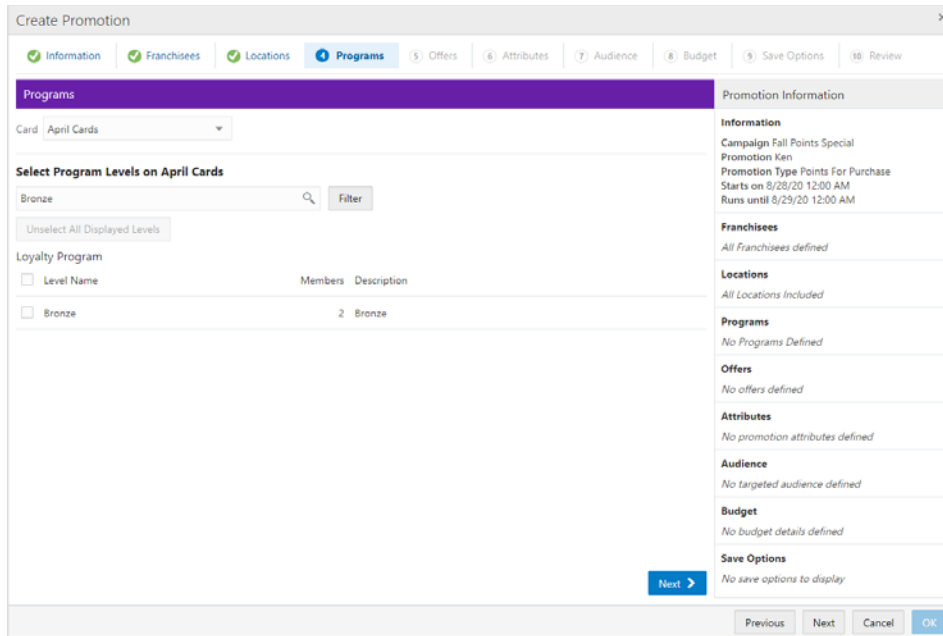 Create Promotion
Information Franchisees Locations 4 Programs 5 Offers 6 Attributes 7 Audience 8 Budget 9 Save Options 10 Review
Programs
Card April Cards
Select Program Levels on April Cards
Bronze Filter
Unselect All Displayed Levels
Loyalty Program
Level Name Members Description
Bronze 2 Bronze
Next
Promotion Information
Information
Campaign Fall Points Special
Promotion Ken
Promotion Type Points For Purchase
Starts on 8/28/20 12:00 AM
Runs until 8/29/20 12:00 AM
Franchisees
All Franchisees defined
Locations
All Locations Included
Programs
No Programs Defined
Offers
No offers defined
Attributes
No promotion attributes defined
Audience
No targeted audience defined
Budget
No budget details defined
Save Options
No save options to display
Previous Next Cancel OK